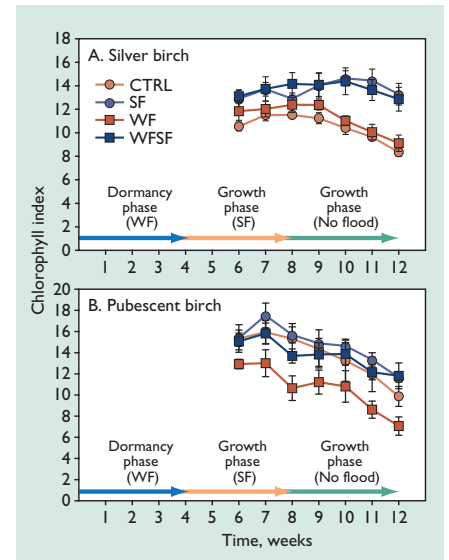 Chlorophyll index
18
A. Silver birch
16
CTRL
14
SF
12
WF
10
WFSF
8
6
4
Dormancy Growth Growth
phase phase phase
2
(WF) (SF) (No flood)
0
1 2 3 4 5 6 7 8 9 10 11 12
20
B. Pubescent birch
18
16
14
12
10
8
6
4
Dormancy Growth Growth
phase phase phase
2
(WF) (SF) (No flood)
0
1 2 3 4 5 6 7 8 9 10 11 12
Time, weeks